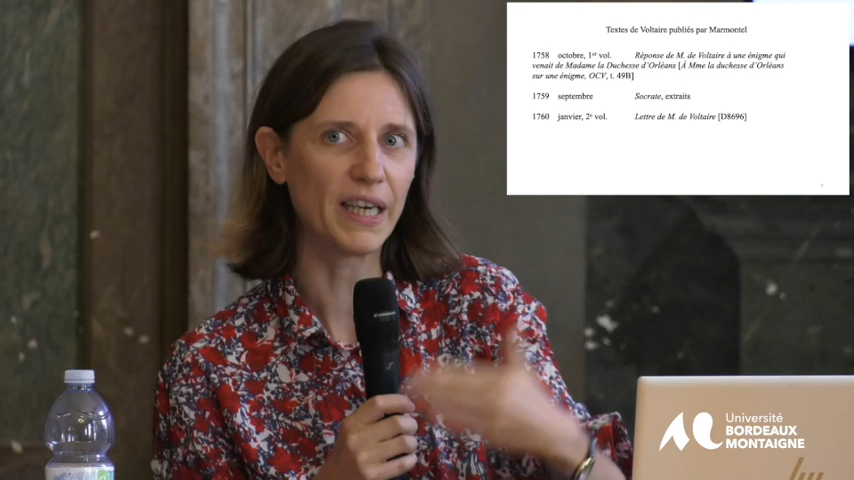 Textes de Voltaire publiés par Marmontel
1758 octobre, 1er vol. Réponse de M. de Voltaire à une énigme qui
venait de Madame la Duchesse d'Orléans [À Mme la duchesse d'Orléans
sur une énigme, OCV, t. 49B]
1759 septembre Socrate, extraits
1760 janvier, 2e vol. Lettre de M. de Voltaire [D8696]
Université
BORDEAUX
MONTAIGNE